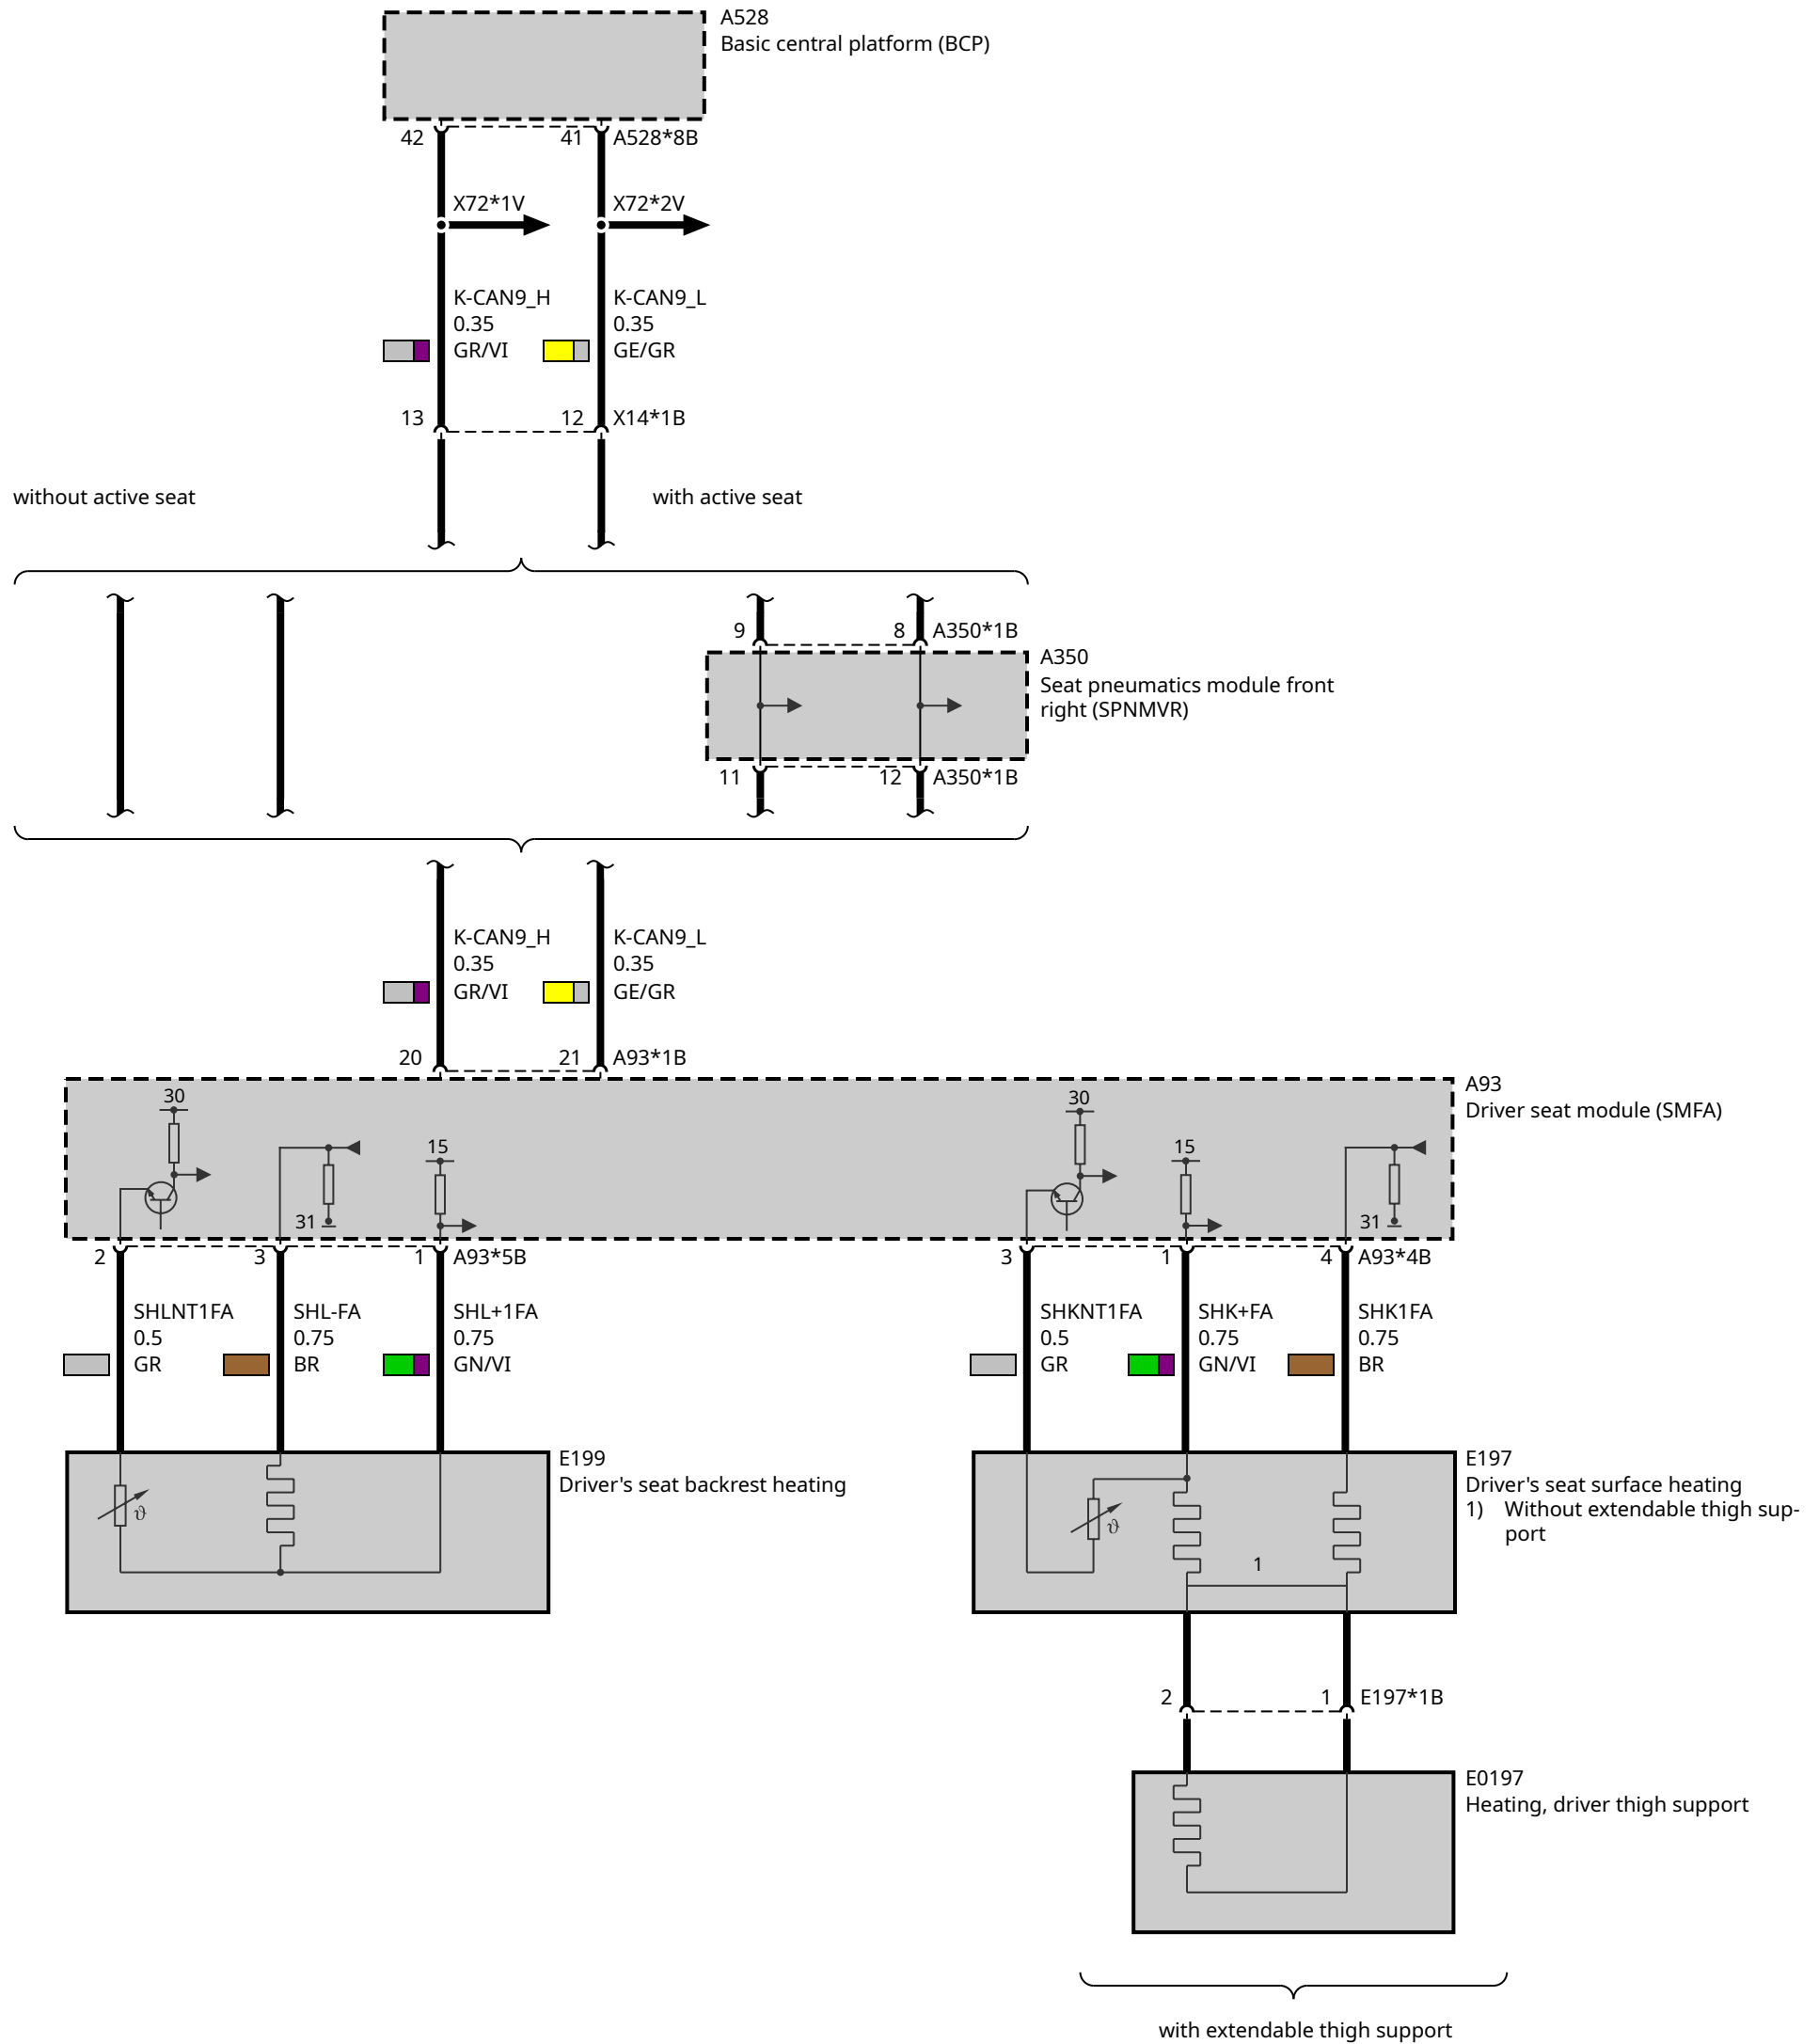 A528
Basic central platform (BCP)
42
41
A528*8B
X72*1V
X72*2V
K-CAN9_H
0.35
GR/VI
K-CAN9_L
0.35
GE/GR
13
12
X14*1B
without active seat
with active seat
9
8
A350*1B
A350
Seat pneumatics module front
right (SPNMVR)
11
12
A350*1B
K-CAN9_H
0.35
GR/VI
K-CAN9_L
0.35
GE/GR
20
21
A93*1B
A93
Driver seat module (SMFA)
30
31
15
30
15
31
2
3
1
A93*5B
3
1
4
A93*4B
SHLNT1FA
0.5
GR
SHL-FA
0.75
BR
SHL+1FA
0.75
GN/VI
SHKNT1FA
0.5
GR
SHK+FA
0.75
GN/VI
SHK1FA
0.75
BR
E199
Driver's seat backrest heating
ϑ
E197
Driver's seat surface heating
1) Without extendable thigh sup-
port
ϑ
1
2
1
E197*1B
E0197
Heating, driver thigh support
with extendable thigh support